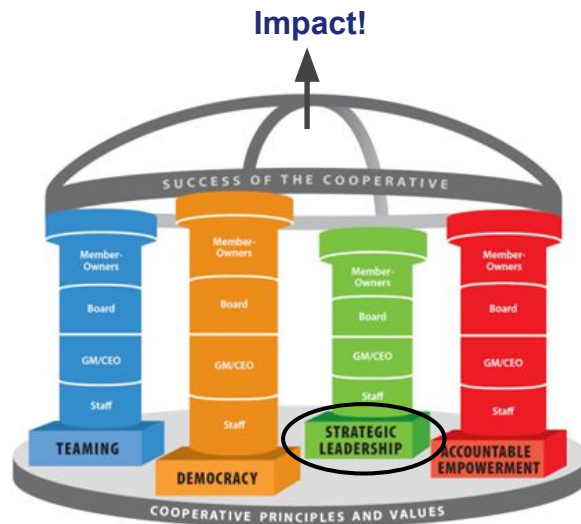 Impact!
SUCCESS OF THE COOPERATIVE
Member-
Owners
Board
GM/CEO
Staff
TEAMING
Member-
Owners
Board
GM/CEO
Staff
DEMOCRACY
Member-
Owners
Board
GM/CEO
Staff
STRATEGIC
LEADERSHIP
Member-
Owners
Board
GM/CEO
Staff
ACCOUNTABLE
EMPOWERMENT
COOPERATIVE PRINCIPLES AND VALUES